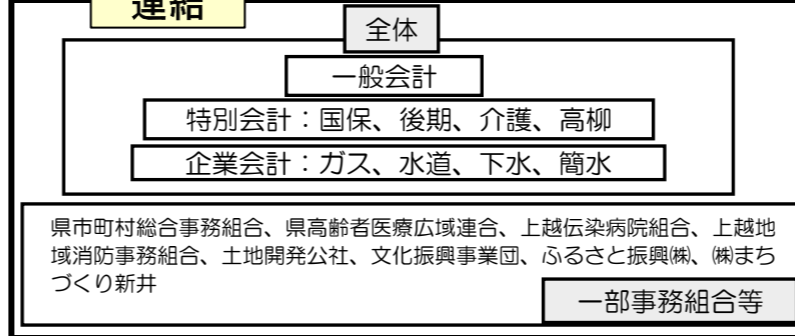 連結
全体
一般会計
特別会計：国保、後期、介護、高柳
企業会計：ガス、水道、下水、簡水
県市町村総合事務組合、県高齢者医療広域連合、上越伝染病院組合、上越地
域消防事務組合、土地開発公社、文化振興事業団、ふるさと振興㈱、㈱まち
づくり新井
一部事務組合等